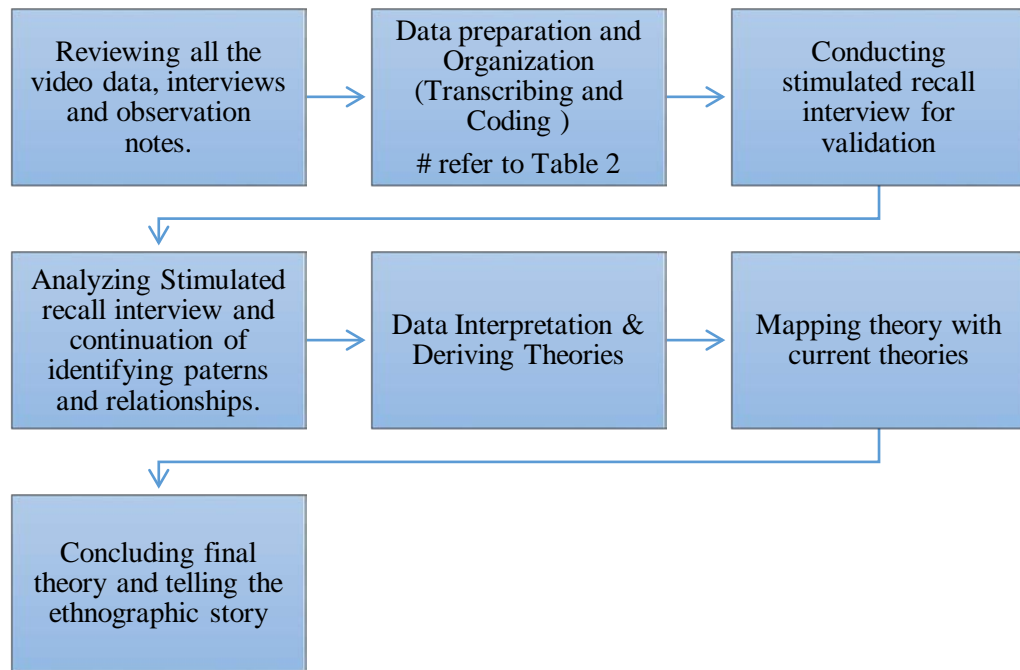 Reviewing all the
video data, interviews
and observation
notes.
Data preparation and
Organization
(Transcribing and
Coding )
# refer to Table 2
Conducting
stimulated recall
interview for
validation
Analyzing Stimulated
recall interview and
continuation of
identifying paterns
and relationships.
Data Interpretation &
Deriving Theories
Mapping theory with
current theories
Concluding final
theory and telling the
ethnographic story